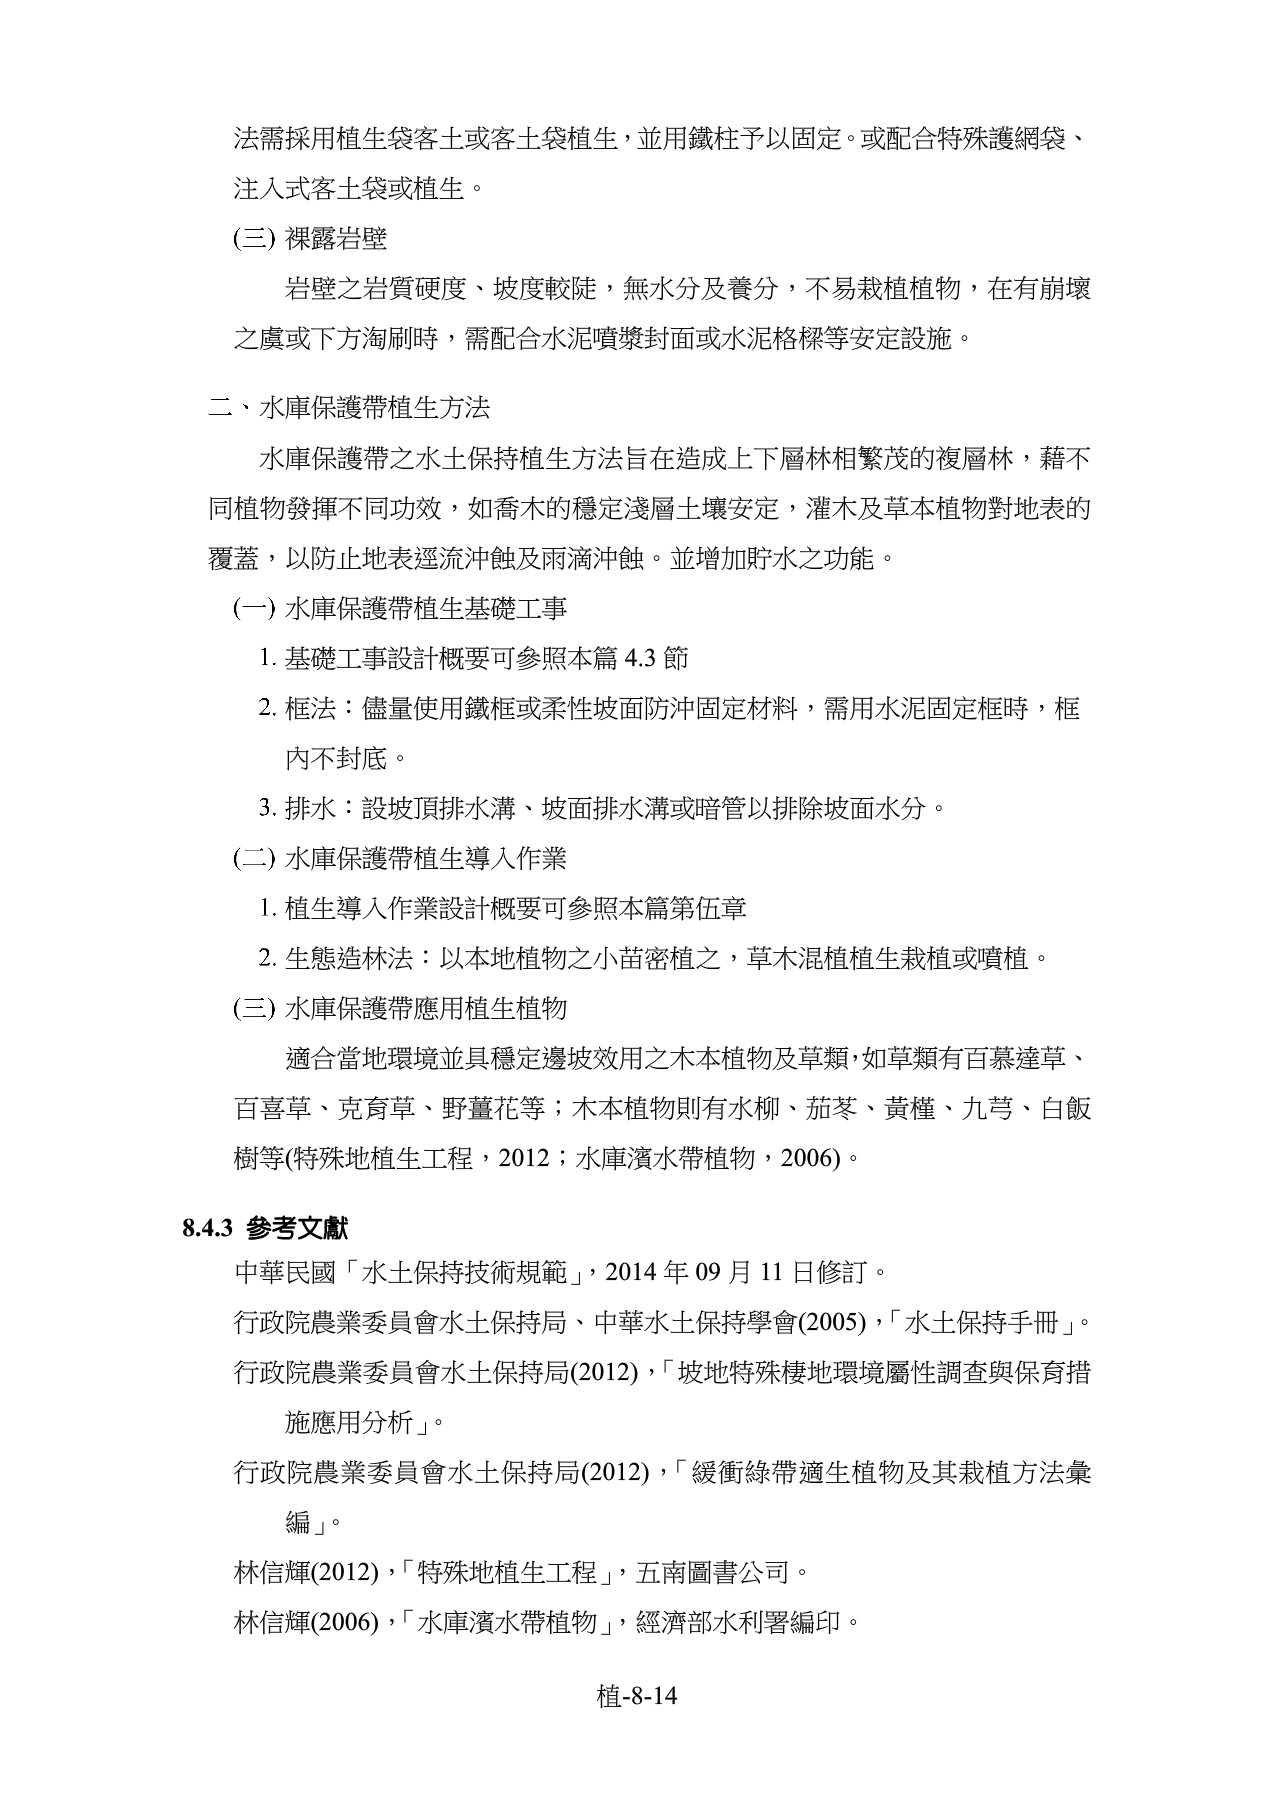 法需採用植生袋客土或客土袋植生，並用鐵柱予以固定。或配合特殊護網袋、
注入式客土袋或植生。
(三) 裸露岩壁
岩壁之岩質硬度、坡度較陡，無水分及養分，不易栽植植物，在有崩壞
之虞或下方淘刷時，需配合水泥噴漿封面或水泥格樑等安定設施。
二、水庫保護帶植生方法
水庫保護帶之水土保持植生方法旨在造成上下層林相繁茂的複層林，藉不
同植物發揮不同功效，如喬木的穩定淺層土壤安定，灌木及草本植物對地表的
覆蓋，以防止地表逕流沖蝕及雨滴沖蝕。並增加貯水之功能。
(一) 水庫保護帶植生基礎工事
1. 基礎工事設計概要可參照本篇 4.3 節
2. 框法：儘量使用鐵框或柔性坡面防沖固定材料，需用水泥固定框時，框
內不封底。
3. 排水：設坡頂排水溝、坡面排水溝或暗管以排除坡面水分。
(二) 水庫保護帶植生導入作業
1. 植生導入作業設計概要可參照本篇第伍章
2. 生態造林法：以本地植物之小苗密植之，草木混植植生栽植或噴植。
(三) 水庫保護帶應用植生植物
適合當地環境並具穩定邊坡效用之木本植物及草類，如草類有百慕達草、
百喜草、克育草、野薑花等；木本植物則有水柳、茄苳、黃槿、九芎、白飯
樹等(特殊地植生工程，2012；水庫濱水帶植物，2006)。
8.4.3 參考文獻
中華民國「水土保持技術規範」，2014 年 09 月 11 日修訂。
行政院農業委員會水土保持局、中華水土保持學會(2005)，「水土保持手冊」。
行政院農業委員會水土保持局(2012)，「坡地特殊棲地環境屬性調查與保育措
施應用分析」。
行政院農業委員會水土保持局(2012)，「緩衝綠帶適生植物及其栽植方法彙
編」。
林信輝(2012)，「特殊地植生工程」，五南圖書公司。
林信輝(2006)，「水庫濱水帶植物」，經濟部水利署編印。
植-8-14